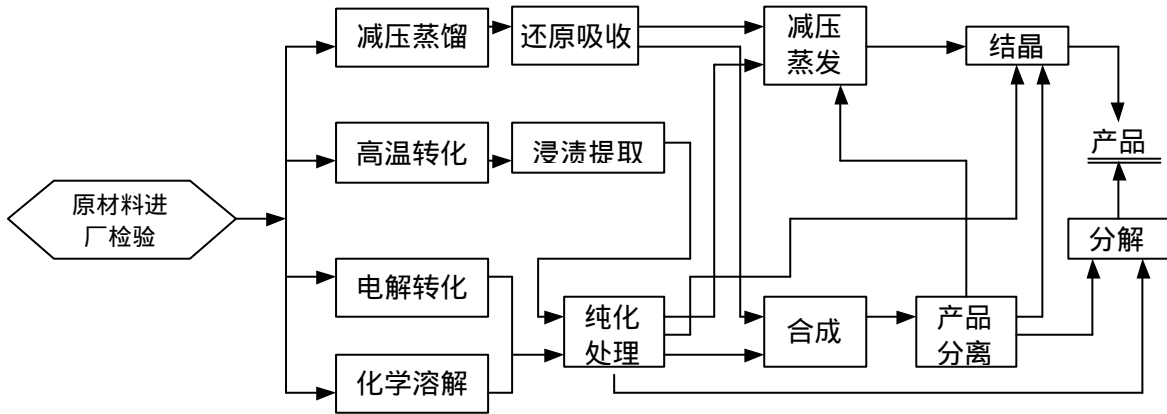 减压蒸馏
还原吸收
减压
蒸发
结晶
高温转化
浸渍提取
产品
原材料进
厂检验
分解
电解转化
纯化
处理
合成
产品
分离
化学溶解